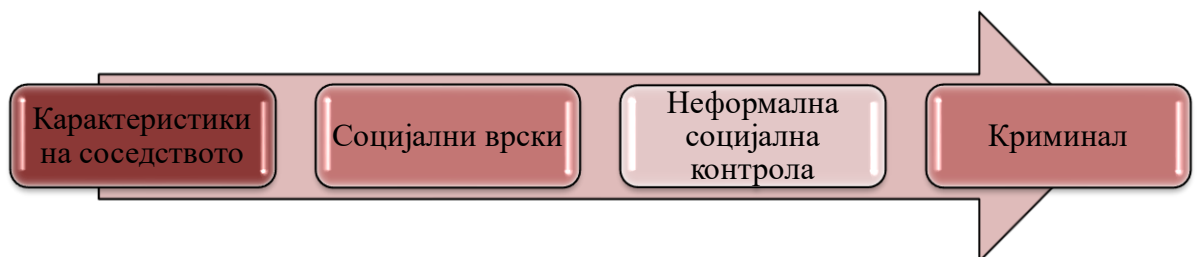 Карактеристики
на соседството
Социјални врски
Неформална
социјална
контрола
Криминал